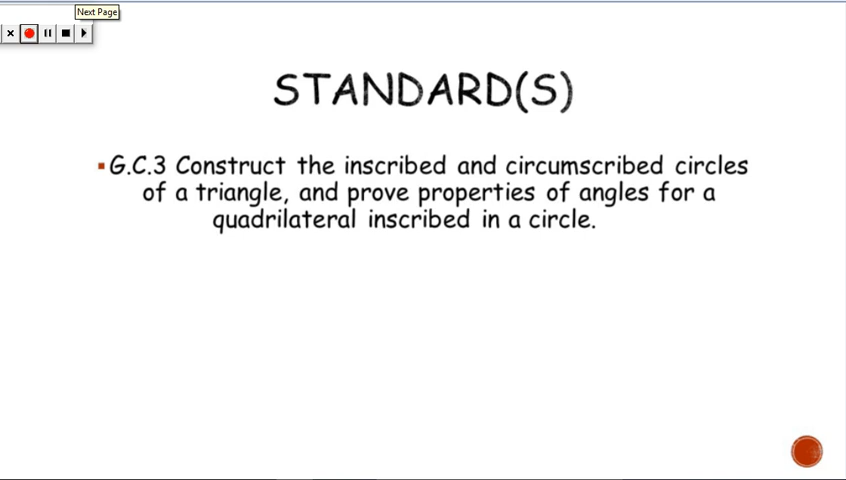 Next Page
STANDARD(S)
▪G.C.3 Construct the inscribed and circumscribed circles
of a triangle, and prove properties of angles for a
quadrilateral inscribed in a circle.